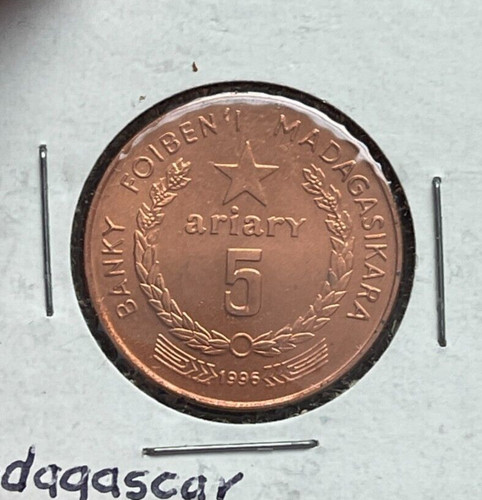 BANKY FOIBEN'I MADAGASIKARA
ariary
5
1996
dagascar